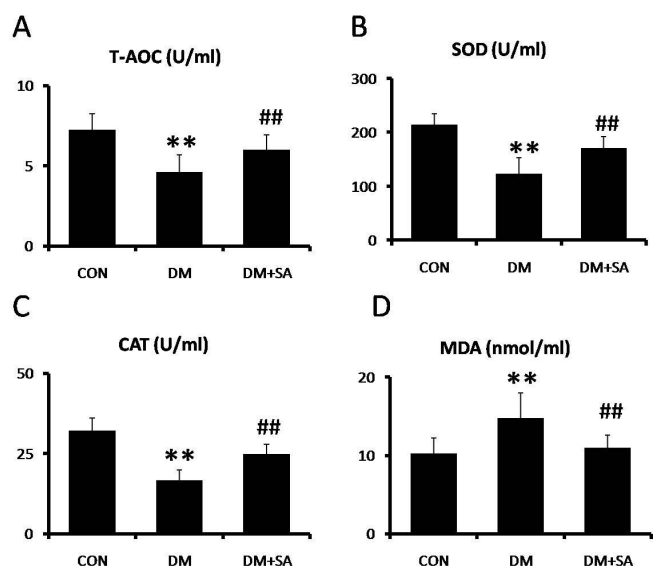 A
T-AOC (U/ml)
10
5
0
**
##
CON DM DM+SA
B
SOD (U/ml)
300
200
100
0
**
##
CON DM DM+SA
C
CAT (U/ml)
50
25
0
**
##
CON DM DM+SA
D
MDA (nmol/ml)
20
10
0
**
##
CON DM DM+SA